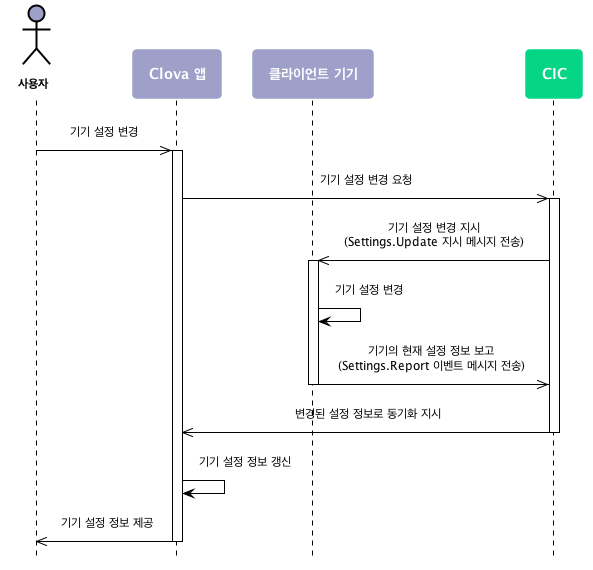 사용자
Clova 앱
클라이언트 기기
CIC
기기 설정 변경
기기 설정 변경 요청
기기 설정 변경 지시
(Settings.Update 지시 메시지 전송)
기기 설정 변경
기기의 현재 설정 정보 보고
(Settings.Report 이벤트 메시지 전송)
변경된 설정 정보로 동기화 지시
기기 설정 정보 갱신
기기 설정 정보 제공